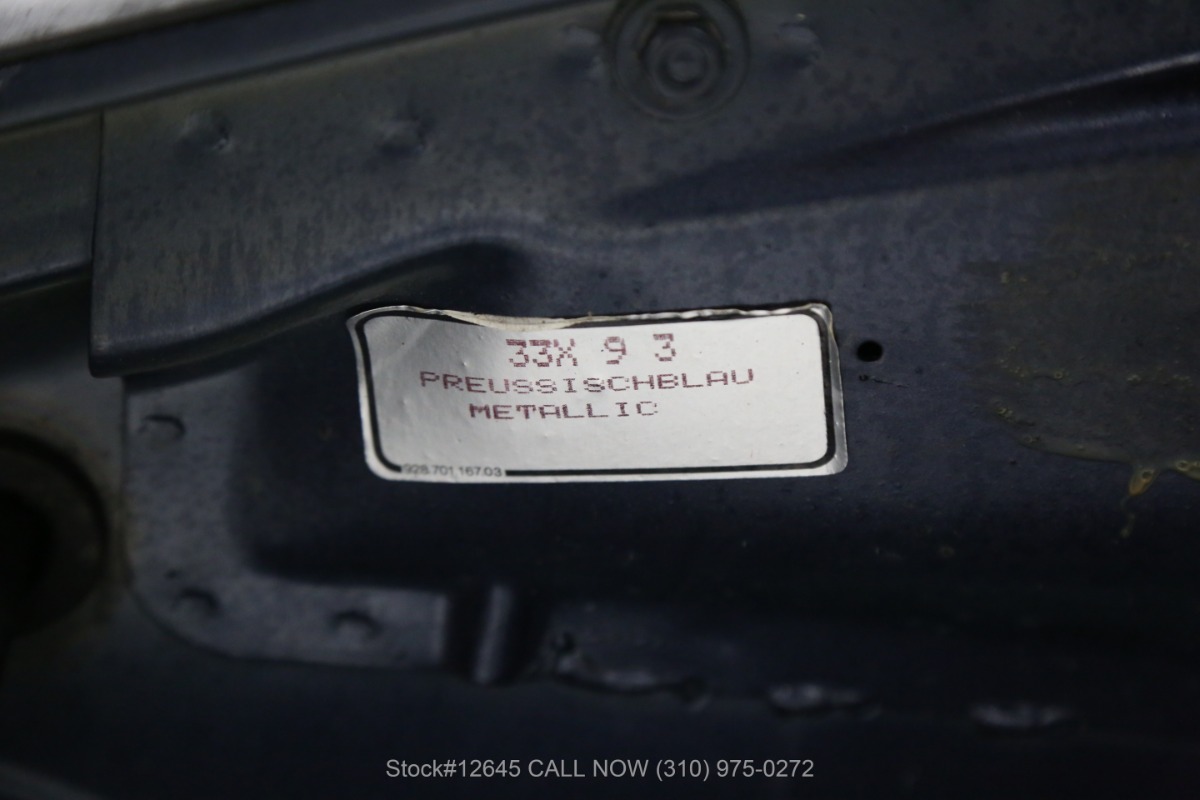 33X 9 3
PREUSSISCHBLAU
METALLIC
928.701.167.03
Stock#12645 CALL NOW (310) 975-0272